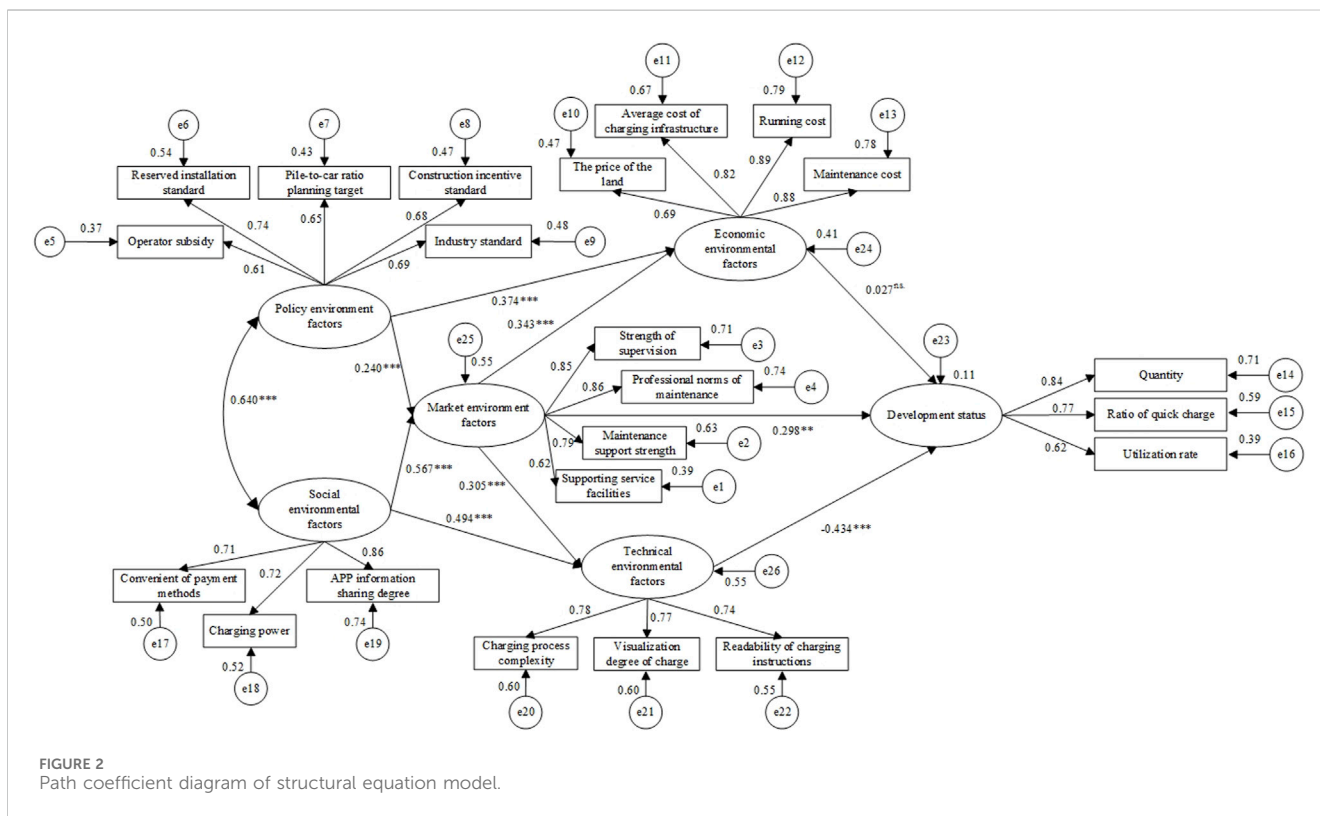 e11
e12
0.67
0.79
e10
Average cost of
charging infrastructure
Running cost
e13
0.47
0.78
The price of the
land
Maintenance cost
0.69
0.82
0.89
0.88
e6
e7
e8
0.54
0.43
0.47
Reserved installation
standard
Pile-to-car ratio
planning target
Construction incentive
standard
0.74
0.65
0.68
e5
0.37
Operator subsidy
Industry standard
0.48
e9
0.61
0.69
Economic
environmental
factors
0.41
e24
Policy environment
factors
0.374***
0.027n.s.
0.343***
0.240***
e25
0.55
Strength of
supervision
0.71
e3
0.85
e23
0.11
0.640***
Market environment
factors
0.86
Professional norms of
maintenance
0.74
e4
Development status
0.298**
0.84
Quantity
0.71
e14
0.77
Ratio of quick charge
0.59
e15
0.62
Utilization rate
0.39
e16
0.79
Maintenance
support strength
0.63
e2
0.62
Supporting service
facilities
0.39
e1
0.567***
0.305***
Social
environmental
factors
0.494***
-0.434***
Technical
environmental
factors
0.55
e26
0.71
0.72
0.86
Convenient of payment
methods
APP information
sharing degree
Charging power
0.50
e17
0.74
e19
0.52
e18
0.78
0.77
0.74
Charging process
complexity
Visualization
degree of charge
Readability of charging
instructions
0.60
0.60
0.55
e20
e21
e22
FIGURE 2
Path coefficient diagram of structural equation model.